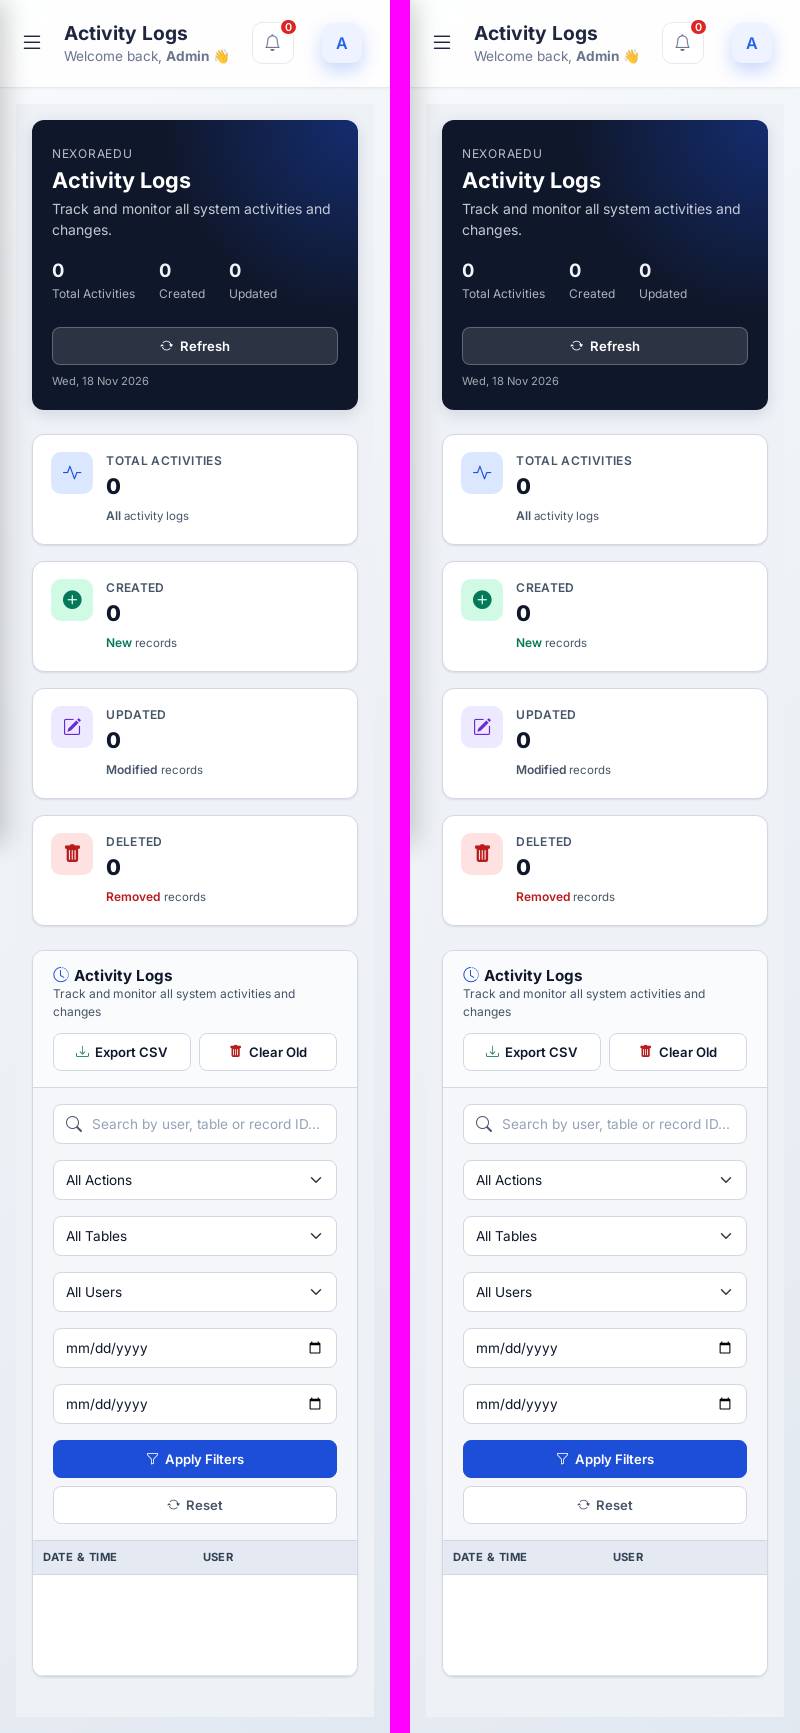 Activity Logs
Welcome back, Admin 👋
0
A
NEXORAEDU
Activity Logs
Track and monitor all system activities and
changes.
0 0 0
Total Activities Created Updated
Refresh
Wed, 18 Nov 2026
TOTAL ACTIVITIES
0
All activity logs
CREATED
0
New records
UPDATED
0
Modified records
DELETED
0
Removed records
Activity Logs
Track and monitor all system activities and
changes
Export CSV Clear Old
Search by user, table or record ID...
All Actions
All Tables
All Users
mm/dd/yyyy
mm/dd/yyyy
Apply Filters
Reset
DATE & TIME USER
Activity Logs
Welcome back, Admin 👋
0
A
NEXORAEDU
Activity Logs
Track and monitor all system activities and
changes.
0 0 0
Total Activities Created Updated
Refresh
Wed, 18 Nov 2026
TOTAL ACTIVITIES
0
All activity logs
CREATED
0
New records
UPDATED
0
Modified records
DELETED
0
Removed records
Activity Logs
Track and monitor all system activities and
changes
Export CSV Clear Old
Search by user, table or record ID...
All Actions
All Tables
All Users
mm/dd/yyyy
mm/dd/yyyy
Apply Filters
Reset
DATE & TIME USER